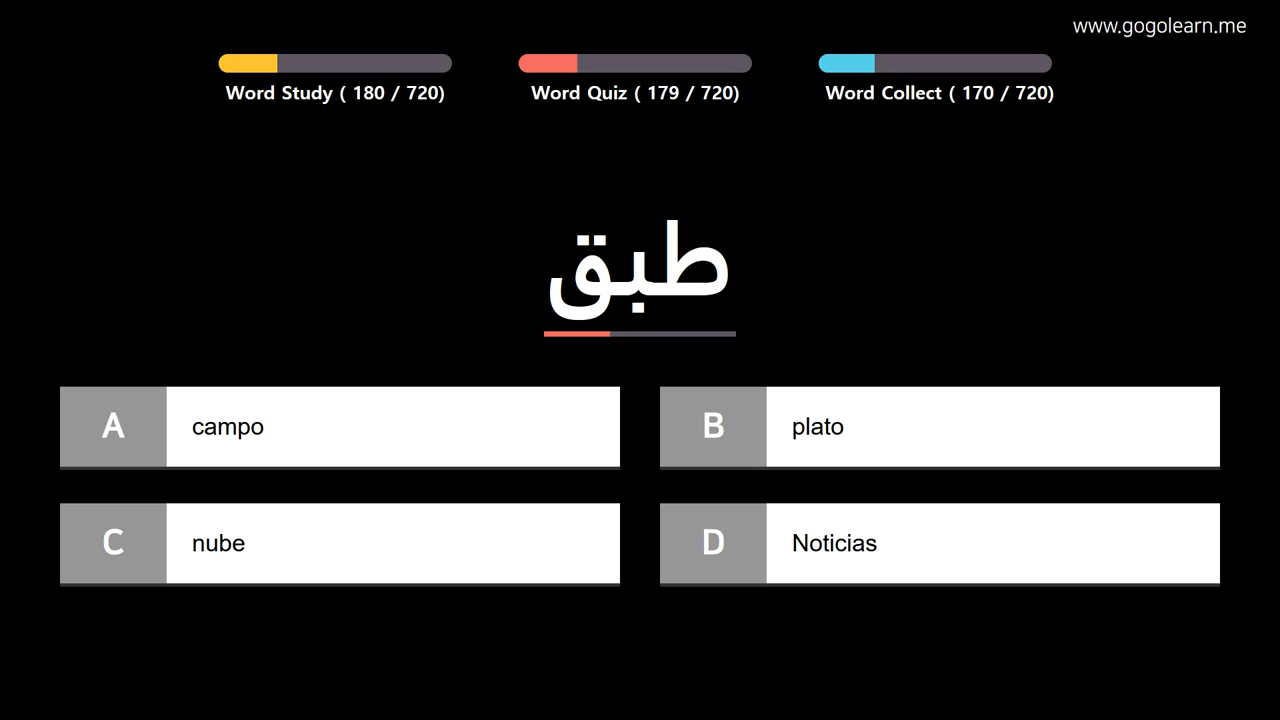 www.gogolearn.me
Word Study ( 180 / 720)
Word Quiz ( 179 / 720)
Word Collect ( 170 / 720)
طبق
A campo
B plato
C nube
D Noticias